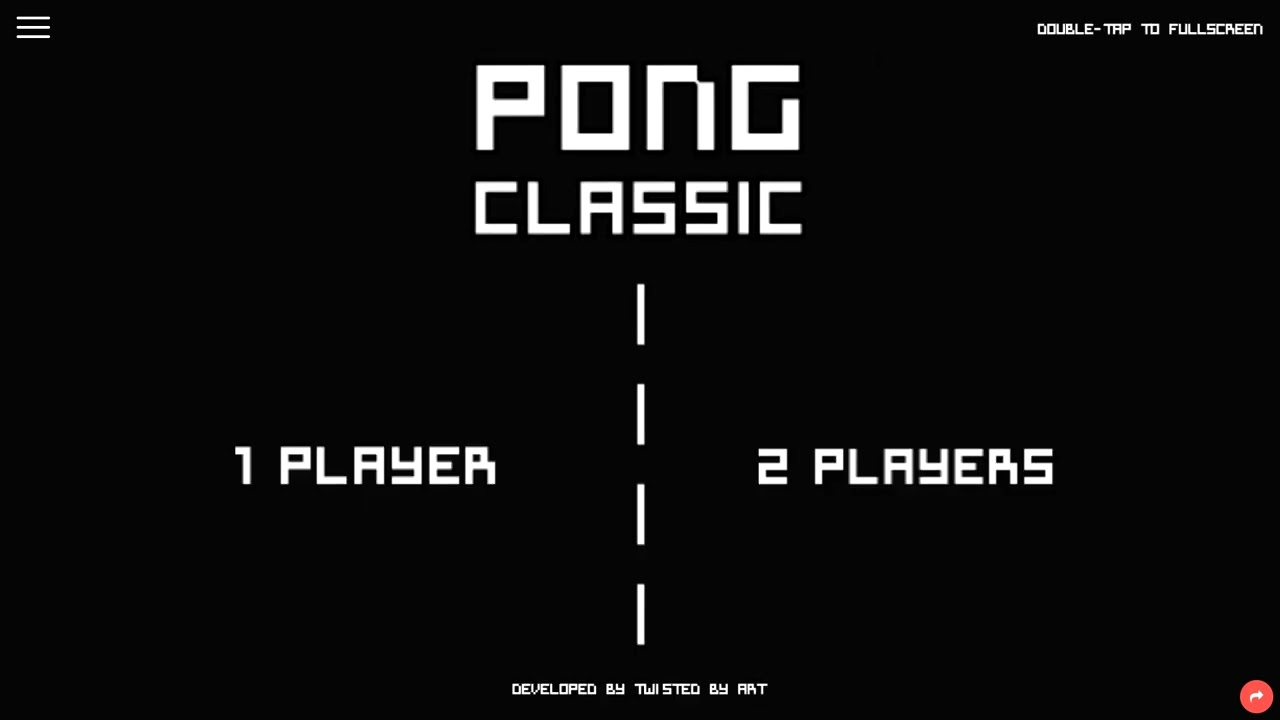 DOUBLE-TAP TO FULLSCREEN
PONG
CLASSIC
1 PLAYER
2 PLAYERS
DEVELOPED BY TWISTED BY ART